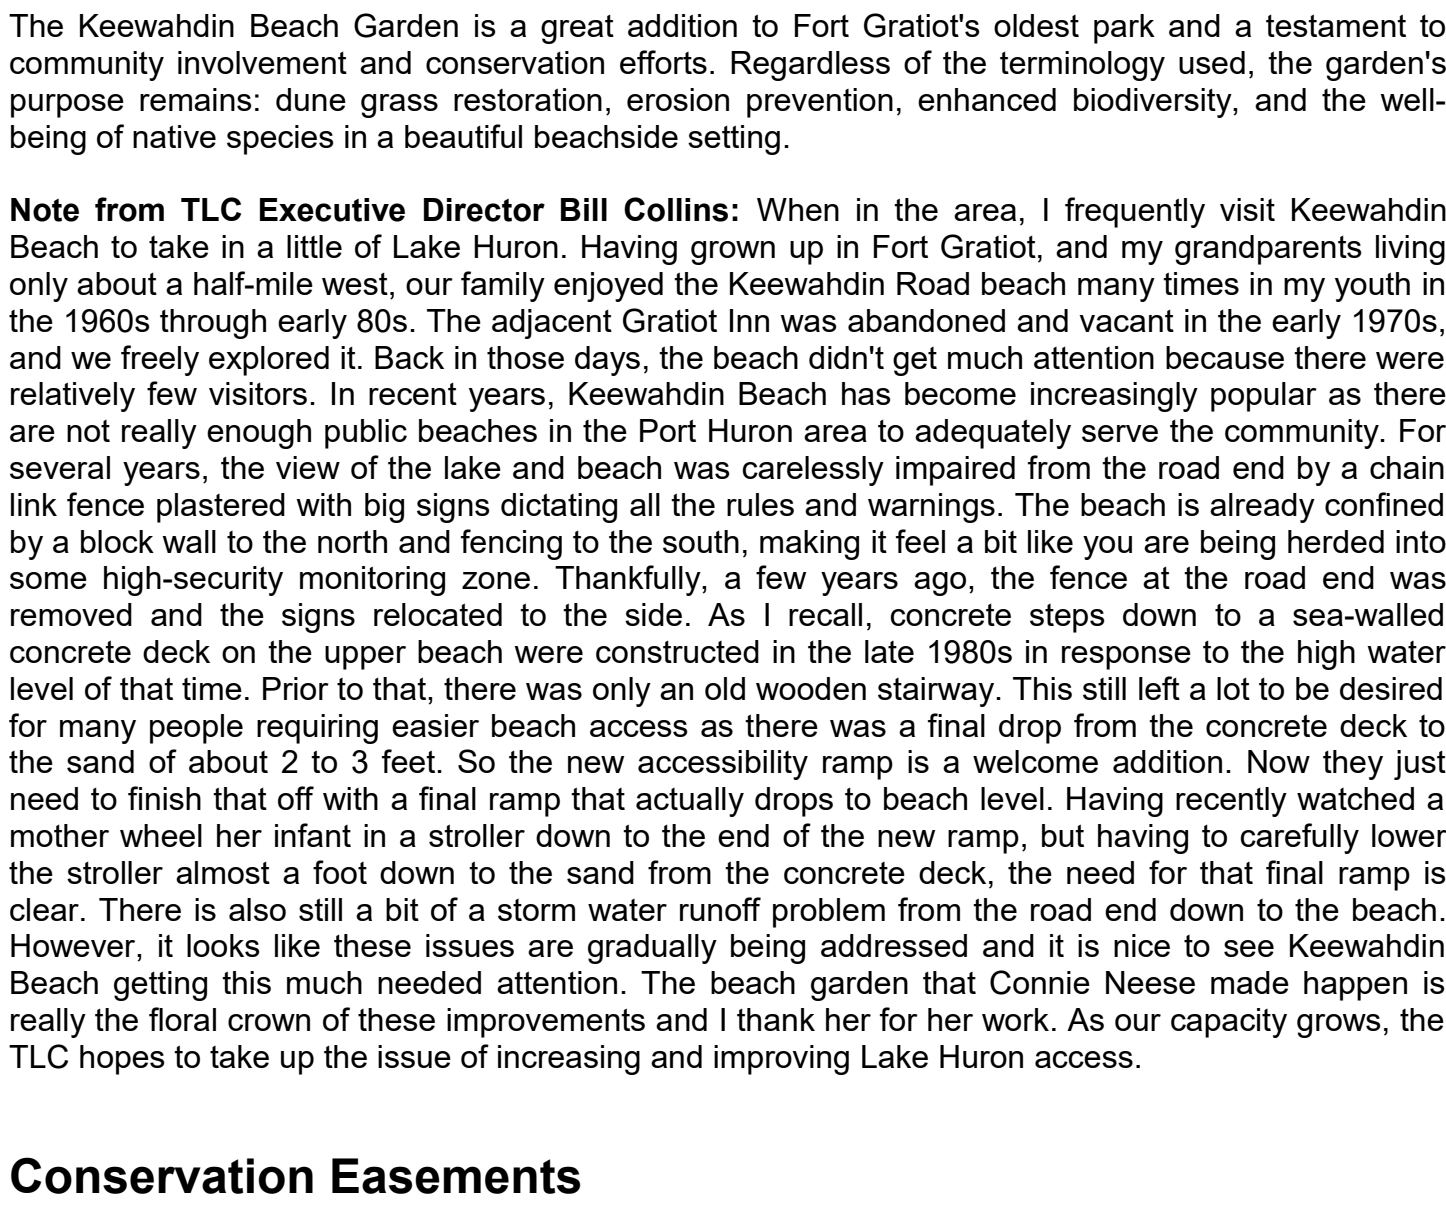 The Keewahdin Beach Garden is a great addition to Fort Gratiot's oldest park and a testament to
community involvement and conservation efforts. Regardless of the terminology used, the garden's
purpose remains: dune grass restoration, erosion prevention, enhanced biodiversity, and the well-
being of native species in a beautiful beachside setting.
Note from TLC Executive Director Bill Collins: When in the area, I frequently visit Keewahdin
Beach to take in a little of Lake Huron. Having grown up in Fort Gratiot, and my grandparents living
only about a half-mile west, our family enjoyed the Keewahdin Road beach many times in my youth in
the 1960s through early 80s. The adjacent Gratiot Inn was abandoned and vacant in the early 1970s,
and we freely explored it. Back in those days, the beach didn't get much attention because there were
relatively few visitors. In recent years, Keewahdin Beach has become increasingly popular as there
are not really enough public beaches in the Port Huron area to adequately serve the community. For
several years, the view of the lake and beach was carelessly impaired from the road end by a chain
link fence plastered with big signs dictating all the rules and warnings. The beach is already confined
by a block wall to the north and fencing to the south, making it feel a bit like you are being herded into
some high-security monitoring zone. Thankfully, a few years ago, the fence at the road end was
removed and the signs relocated to the side. As I recall, concrete steps down to a sea-walled
concrete deck on the upper beach were constructed in the late 1980s in response to the high water
level of that time. Prior to that, there was only an old wooden stairway. This still left a lot to be desired
for many people requiring easier beach access as there was a final drop from the concrete deck to
the sand of about 2 to 3 feet. So the new accessibility ramp is a welcome addition. Now they just
need to finish that off with a final ramp that actually drops to beach level. Having recently watched a
mother wheel her infant in a stroller down to the end of the new ramp, but having to carefully lower
the stroller almost a foot down to the sand from the concrete deck, the need for that final ramp is
clear. There is also still a bit of a storm water runoff problem from the road end down to the beach.
However, it looks like these issues are gradually being addressed and it is nice to see Keewahdin
Beach getting this much needed attention. The beach garden that Connie Neese made happen is
really the floral crown of these improvements and I thank her for her work. As our capacity grows, the
TLC hopes to take up the issue of increasing and improving Lake Huron access.
Conservation Easements